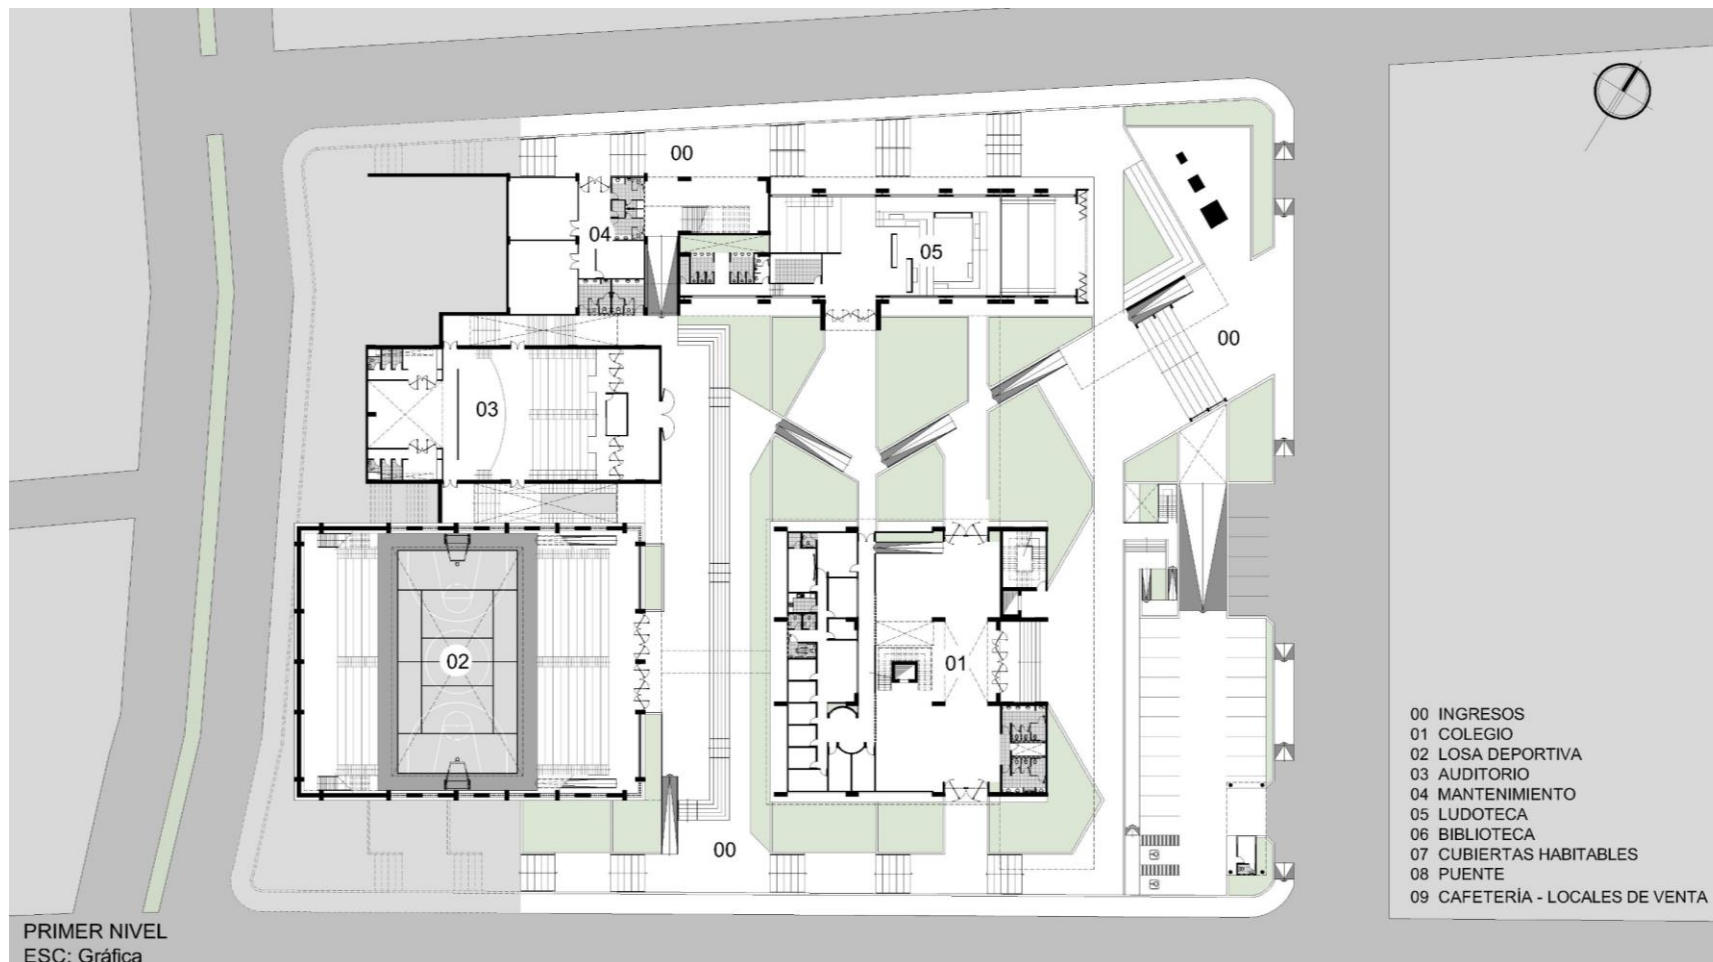 00
04
05
00
03
02
01
00
00 INGRESOS
01 COLEGIO
02 LOSA DEPORTIVA
03 AUDITORIO
04 MANTENIMIENTO
05 LUDOTECA
06 BIBLIOTECA
07 CUBIERTAS HABITABLES
08 PUENTE
09 CAFETERÍA - LOCALES DE VENTA
00
PRIMER NIVEL
ESC: Gráfica